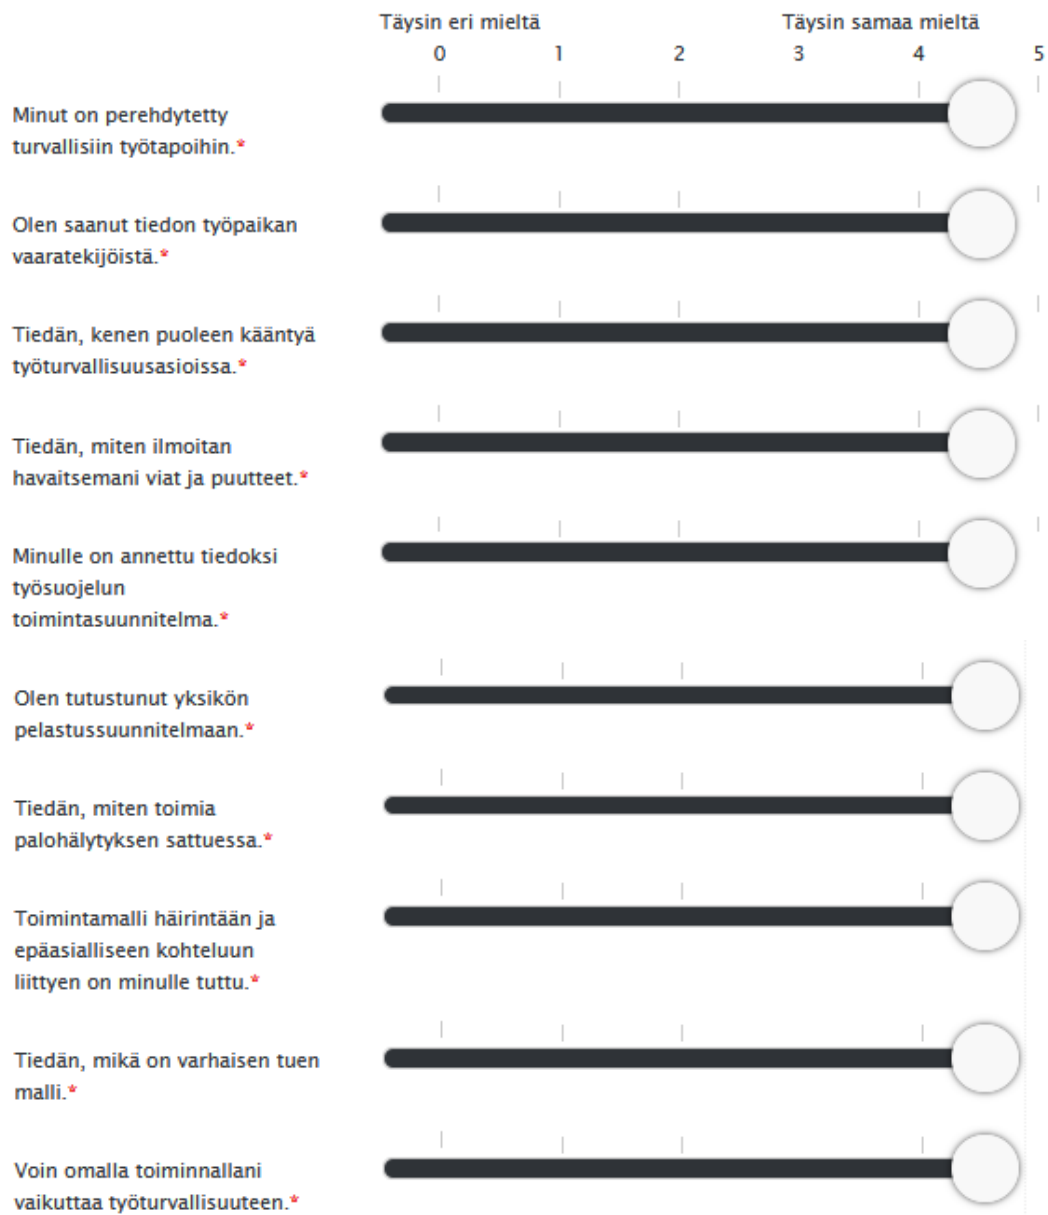 Täysin eri mieltä Täysin samaa mieltä
0 1 2 3 4 5
Minut on perehdytetty
turvallisiin työtapoihin.*
Olen saanut tiedon työpaikan
vaaratekijöistä.*
Tiedän, kenen puoleen kääntyä
työturvallisuusasioissa.*
Tiedän, miten ilmoitan
havaitsemani viat ja puutteet.*
Minulle on annettu tiedoksi
työsuojelun
toimintasuunnitelma.*
Olen tutustunut yksikön
pelastussuunnitelmaan.*
Tiedän, miten toimia
palohälytyksen sattuessa.*
Toimintamalli häirintään ja
epäasialliseen kohteluun
liittyen on minulle tuttu.*
Tiedän, mikä on varhaisen tuen
malli.*
Voin omalla toiminnallani
vaikuttaa työturvallisuuteen.*